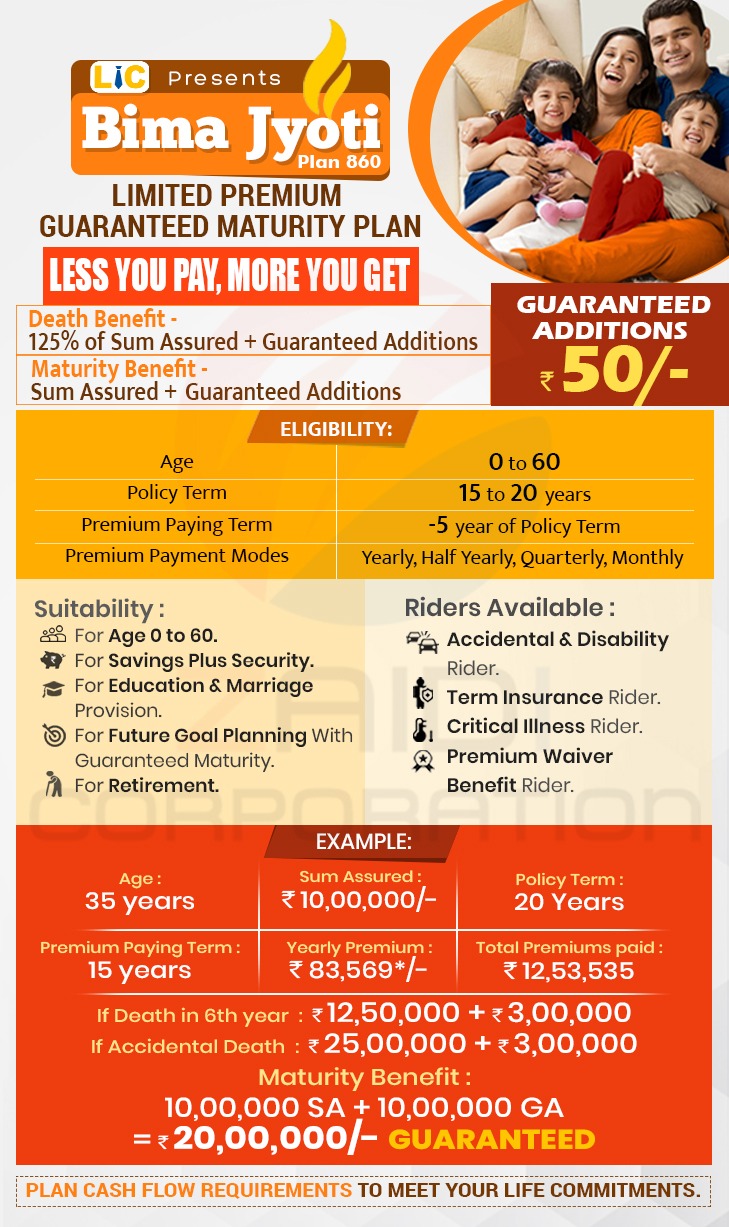 LIC Presents
Bima Jyoti
Plan 860
LIMITED PREMIUM
GUARANTEED MATURITY PLAN
LESS YOU PAY, MORE YOU GET
Death Benefit -
125% of Sum Assured + Guaranteed Additions
Maturity Benefit -
Sum Assured + Guaranteed Additions
GUARANTEED
ADDITIONS
₹ 50/-
ELIGIBILITY:
Age 0 to 60
Policy Term 15 to 20 years
Premium Paying Term -5 year of Policy Term
Premium Payment Modes Yearly, Half Yearly, Quarterly, Monthly
Suitability :
For Age 0 to 60.
For Savings Plus Security.
For Education & Marriage
Provision.
For Future Goal Planning With
Guaranteed Maturity.
For Retirement.
Riders Available :
Accidental & Disability
Rider.
Term Insurance Rider.
Critical Illness Rider.
Premium Waiver
Benefit Rider.
AIDI
CORPORATION
EXAMPLE:
Age :
35 years
Sum Assured :
₹ 10,00,000/-
Policy Term :
20 Years
Premium Paying Term :
15 years
Yearly Premium :
₹ 83,569*/-
Total Premiums paid :
₹ 12,53,535
If Death in 6th year : ₹ 12,50,000 + ₹ 3,00,000
If Accidental Death : ₹ 25,00,000 + ₹ 3,00,000
Maturity Benefit :
10,00,000 SA + 10,00,000 GA
= ₹ 20,00,000/- GUARANTEED
PLAN CASH FLOW REQUIREMENTS TO MEET YOUR LIFE COMMITMENTS.